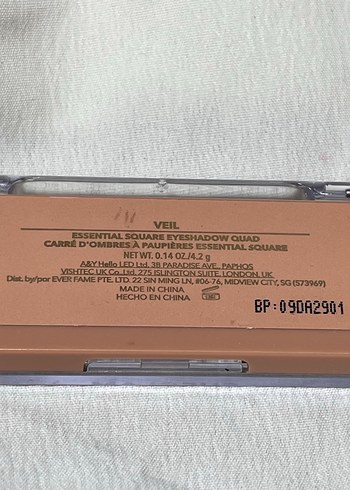 VEIL
ESSENTIAL SQUARE EYESHADOW QUAD
CARRÉ D'OMBRES À PAUPIÈRES ESSENTIAL SQUARE
NET WT. 0.14 OZ./4.2 g
A&Y Hello LED Ltd, 3B PARADISE AVE., PAPHOS
VISHTEC UK Co., Ltd, 275 ISLINGTON SUITE, LONDON, UK
Dist. by/por EVER FAME PTE. LTD. 22 SIN MING LN, #06-76, MIDVIEW CITY, SG (573969)
MADE IN CHINA
HECHO EN CHINA
BP:09DA2901